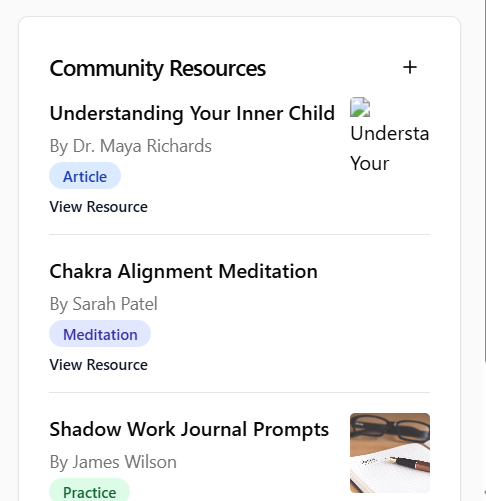 Community Resources
Understanding Your Inner Child
Understa
Your
By Dr. Maya Richards
Article
View Resource
Chakra Alignment Meditation
By Sarah Patel
Meditation
View Resource
Shadow Work Journal Prompts
By James Wilson
Practice